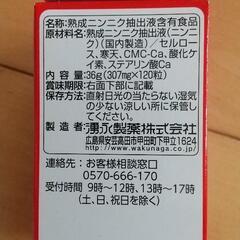 名称:熟成ニンニク抽出液含有食品
原材料名:熟成ニンニク抽出液(ニンニ
ク)(国内製造)/セルロー
ス、寒天、CMC-Ca、酸化ケ
イ素、ステアリン酸Ca
内容量:36g(307mg×120粒)
賞味期限:右面下部に記載
保存方法:直射日光の当たらない湿気
の少ない涼しい所に保管し
てください。
製造者:湧永製薬株式会社
広島県安芸高田市甲田町下甲立1624
https://www.wakunaga.co.jp
連絡先:お客様相談窓口
0570-666-170
受付時間 9時~12時、13時~17時
(土、日、祝日を除く)